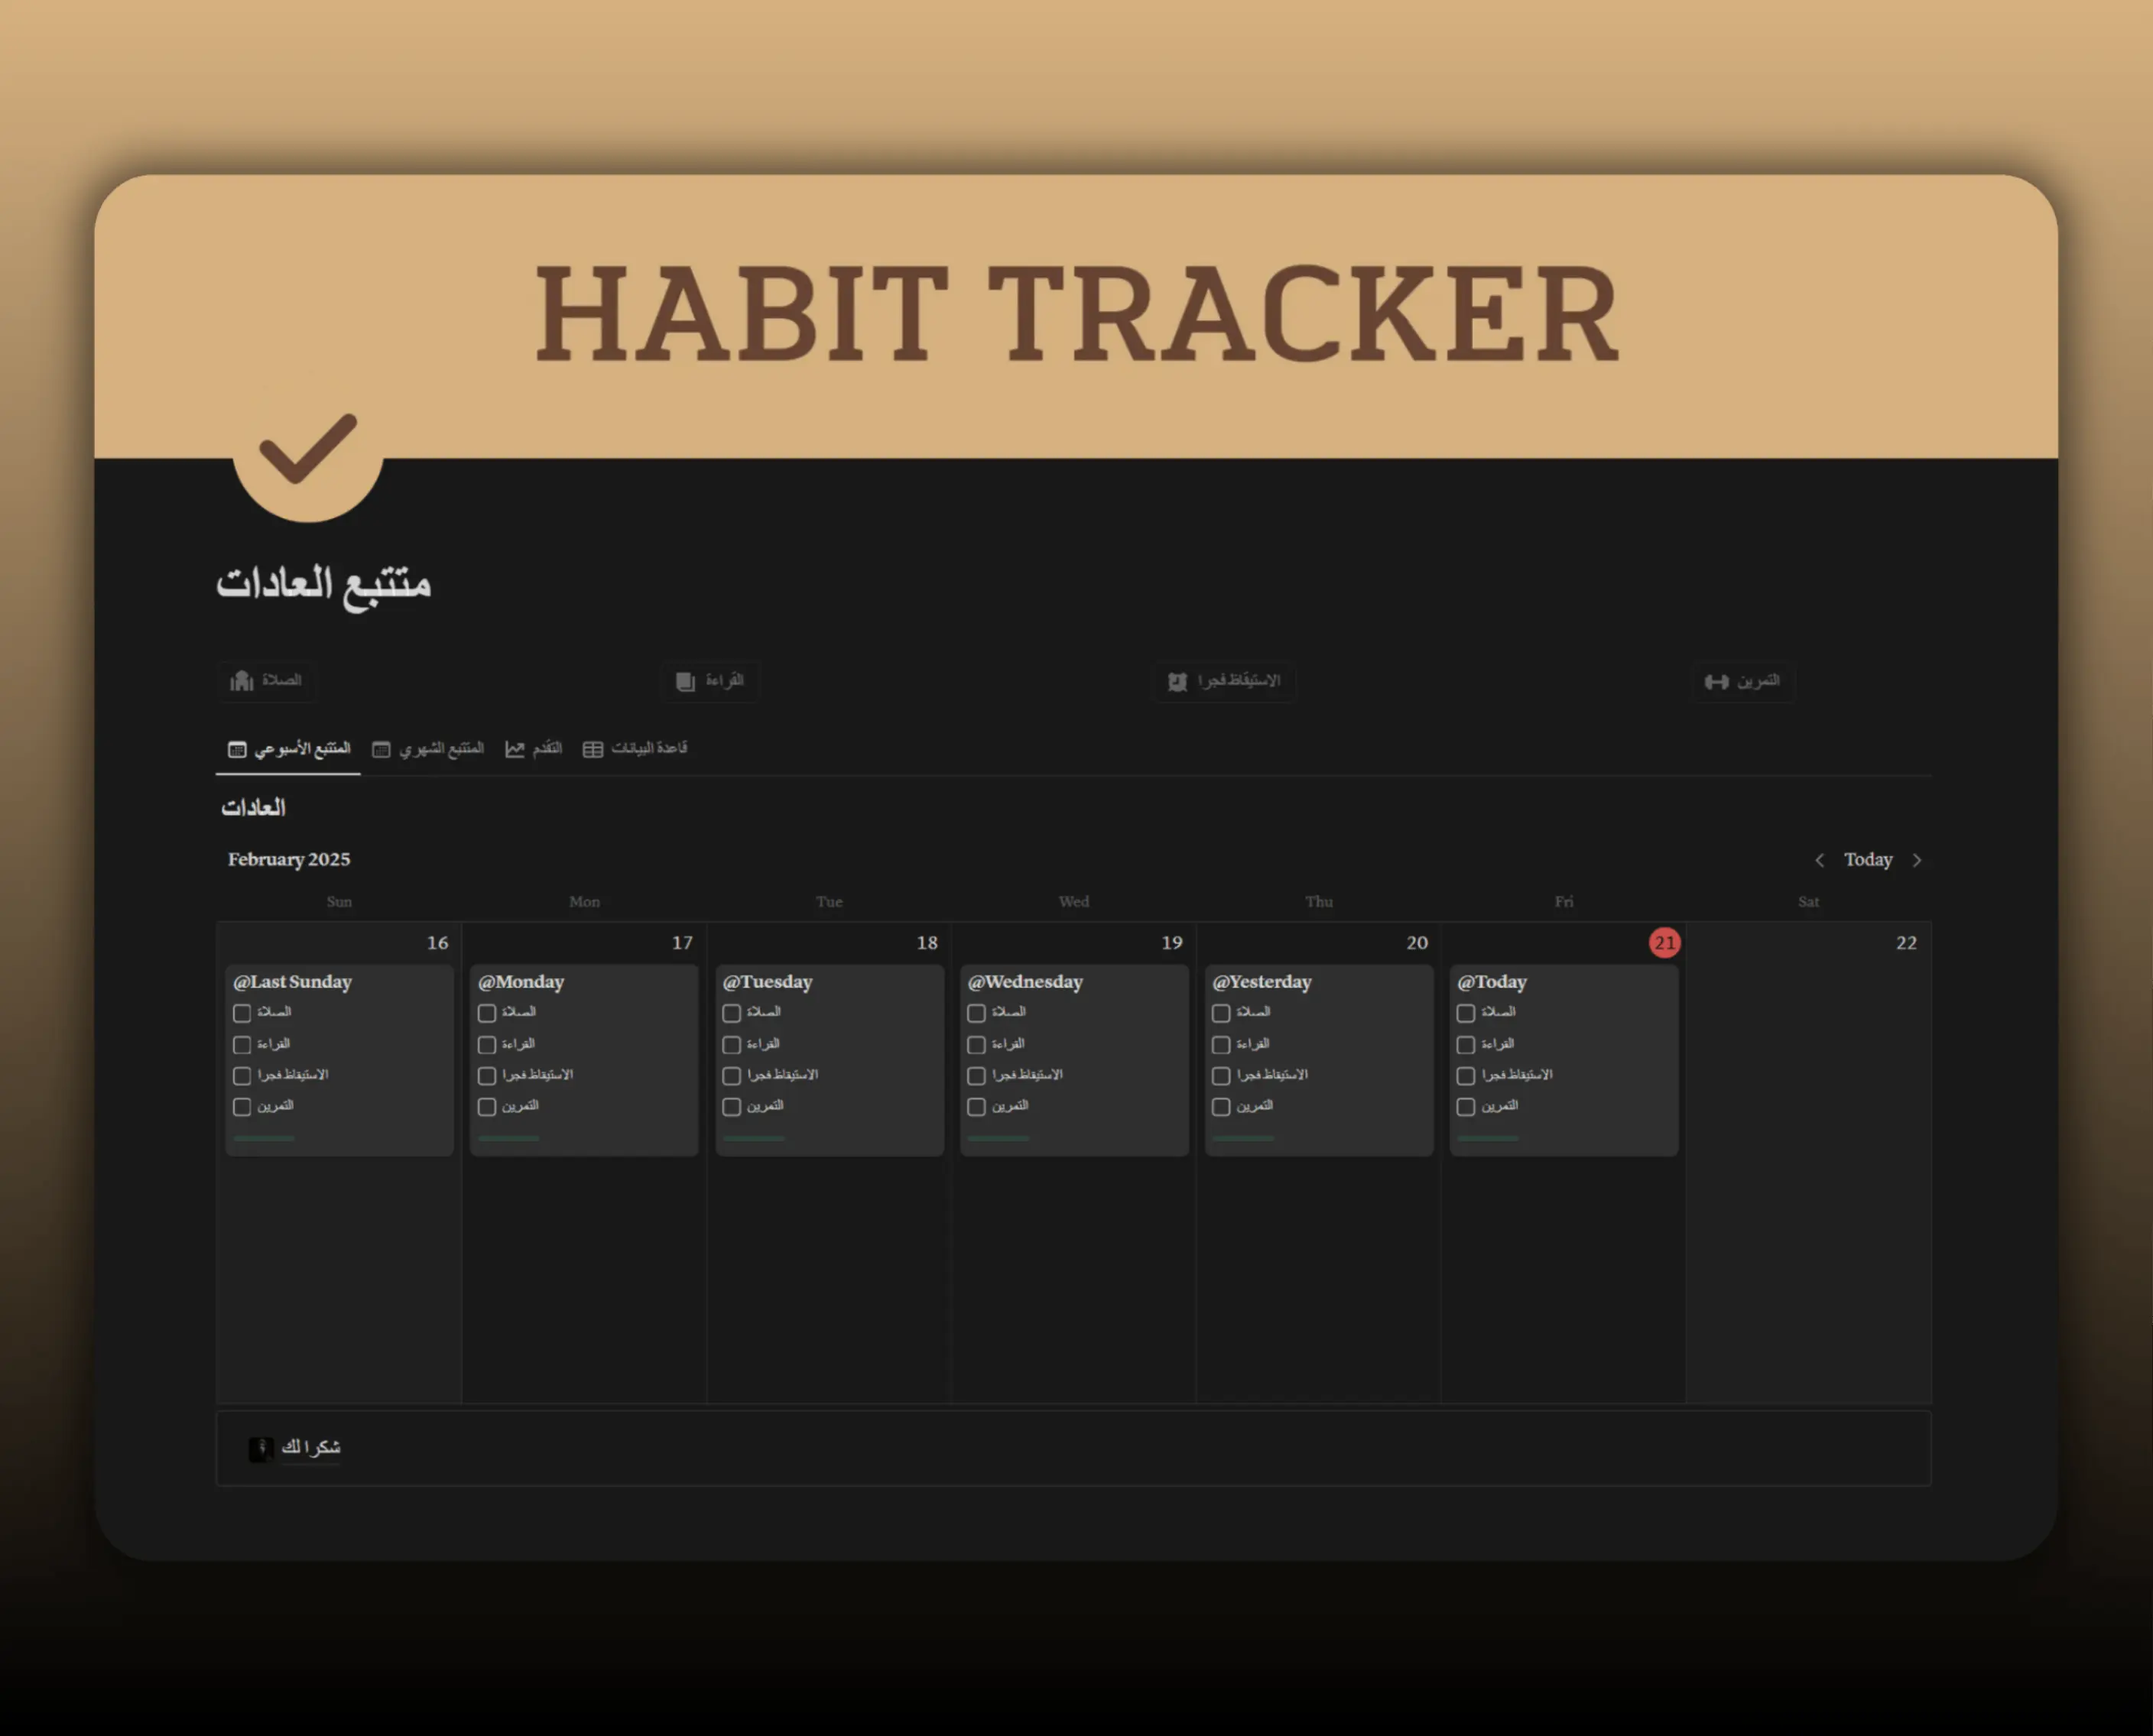 HABIT TRACKER
متتبع العادات
الصلاة
القراءة
الاستيقاظ فجرا
التمرين
المتتبع الأسبوعي
المتتبع الشهري
التقدم
قاعدة البيانات
العادات
February 2025
Today
Sun Mon Tue Wed Thu Fri Sat
16 17 18 19 20 21 22
@Last Sunday
الصلاة
القراءة
الاستيقاظ فجرا
التمرين
@Monday
الصلاة
القراءة
الاستيقاظ فجرا
التمرين
@Tuesday
الصلاة
القراءة
الاستيقاظ فجرا
التمرين
@Wednesday
الصلاة
القراءة
الاستيقاظ فجرا
التمرين
@Yesterday
الصلاة
القراءة
الاستيقاظ فجرا
التمرين
@Today
الصلاة
القراءة
الاستيقاظ فجرا
التمرين
شكرا لك